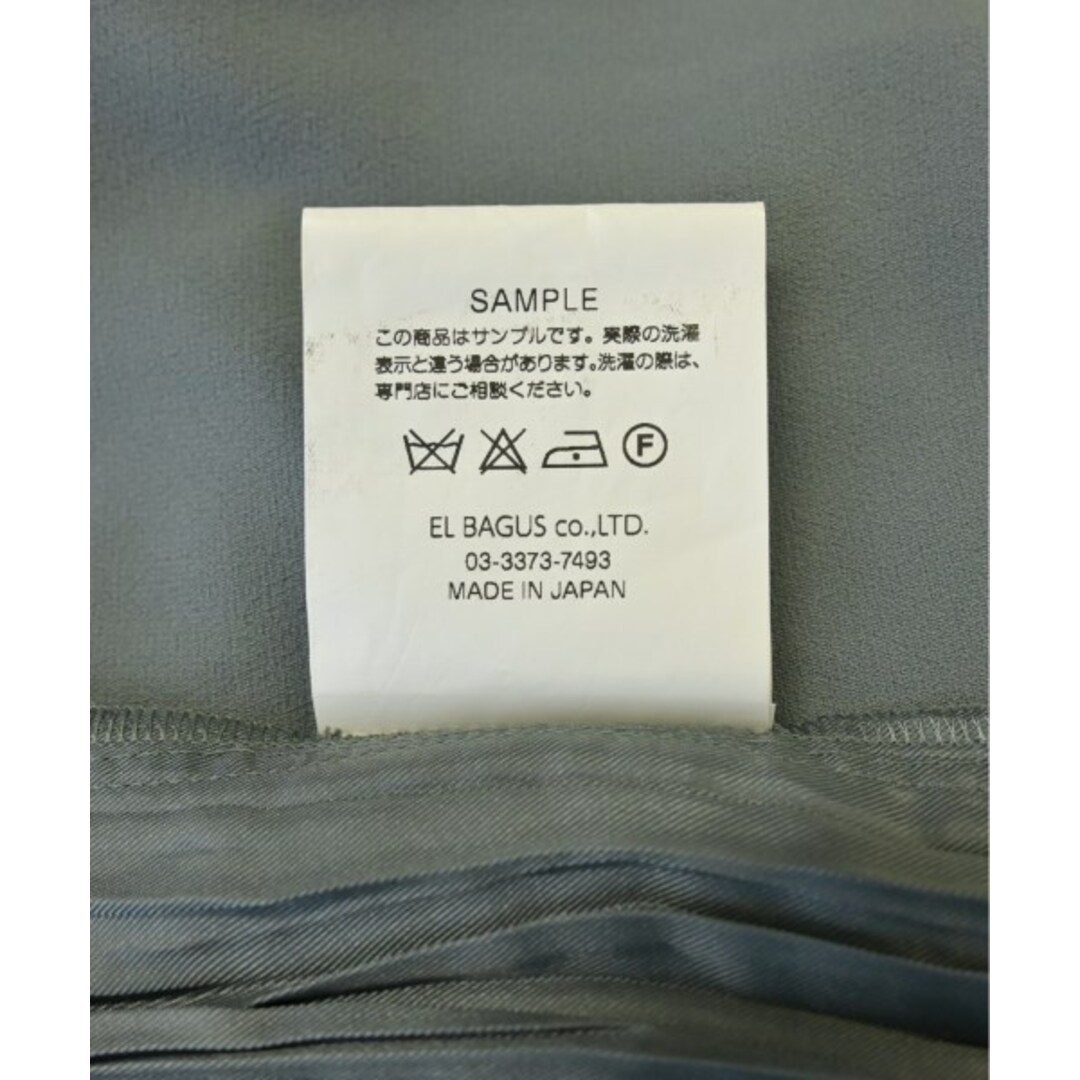 SAMPLE
この商品はサンプルです。実際の洗濯
表示と違う場合があります。洗濯の際は、
専門店にご相談ください。
F
EL BAGUS co.,LTD.
03-3373-7493
MADE IN JAPAN